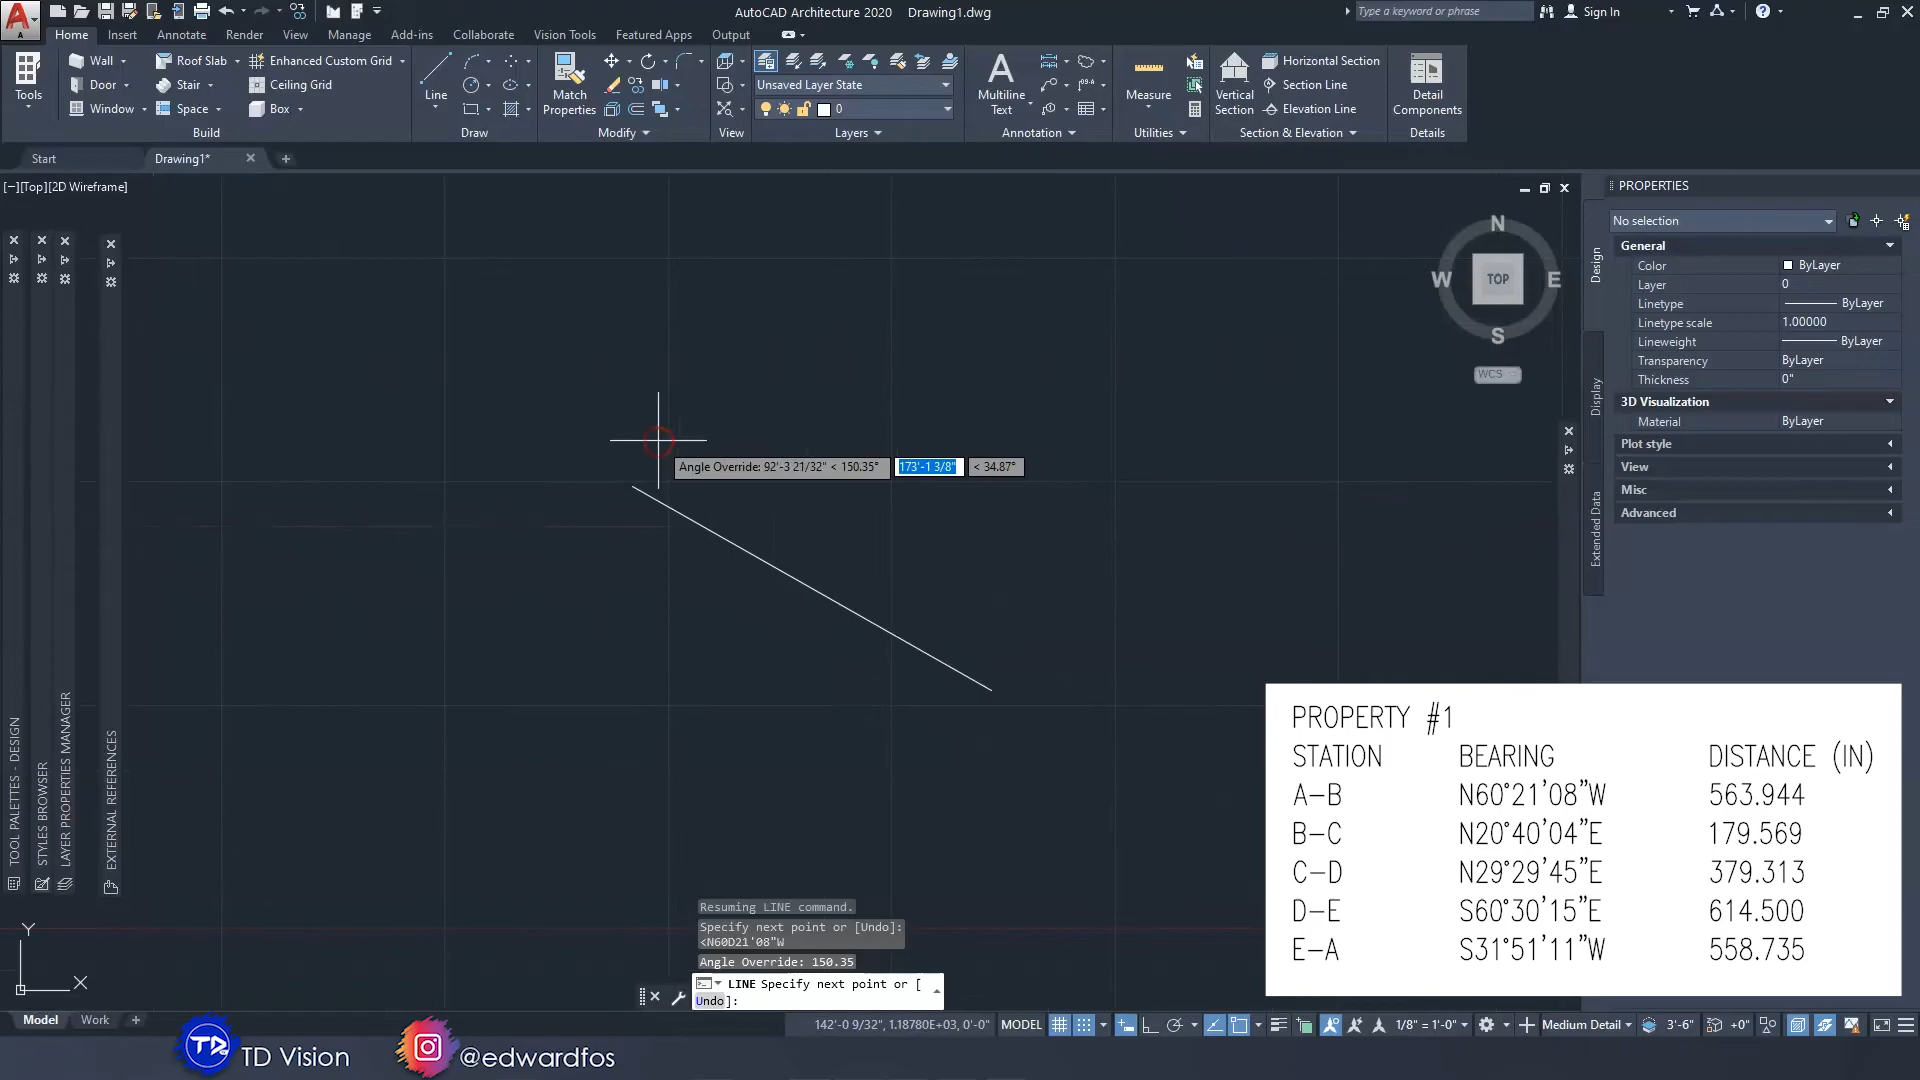 AutoCAD Architecture 2020 Drawing1.dwg
Type a keyword or phrase
Sign In
Home Insert Annotate Render View Manage Add-ins Collaborate Vision Tools Featured Apps Output
Wall Roof Slab Enhanced Custom Grid
Door Stair Ceiling Grid
Window Space Box
Build
Tools
Line
Draw
Match
Properties
Modify
View
Unsaved Layer State
0
Layers
Multiline
Text
Annotation
Measure
Utilities
Vertical
Section
Horizontal Section
Section Line
Elevation Line
Section & Elevation
Detail
Components
Details
Start Drawing1*
[−][Top][2D Wireframe]
N
W TOP E
S
WCS
Angle Override: 92'-3 21/32" < 150.35° 173'-1 3/8" < 34.87°
TOOL PALETTES - DESIGN
STYLES BROWSER
LAYER PROPERTIES MANAGER
EXTERNAL REFERENCES
PROPERTIES
No selection
Design
Display
Extended Data
General
Color ByLayer
Layer 0
Linetype ByLayer
Linetype scale 1.00000
Lineweight ByLayer
Transparency ByLayer
Thickness 0"
3D Visualization
Material ByLayer
Plot style
View
Misc
Advanced
PROPERTY #1
STATION BEARING DISTANCE (IN)
A-B N60°21'08"W 563.944
B-C N20°40'04"E 179.569
C-D N29°29'45"E 379.313
D-E S60°30'15"E 614.500
E-A S31°51'11"W 558.735
Resuming LINE command.
Specify next point or [Undo]:
<N60D21'08"W
Angle Override: 150.35
LINE Specify next point or [
Undo]:
Y
X
Model Work
142'-0 9/32", 1.18780E+03, 0'-0" MODEL 1/8" = 1'-0" Medium Detail 3'-6" +0"
TD Vision @edwardfos